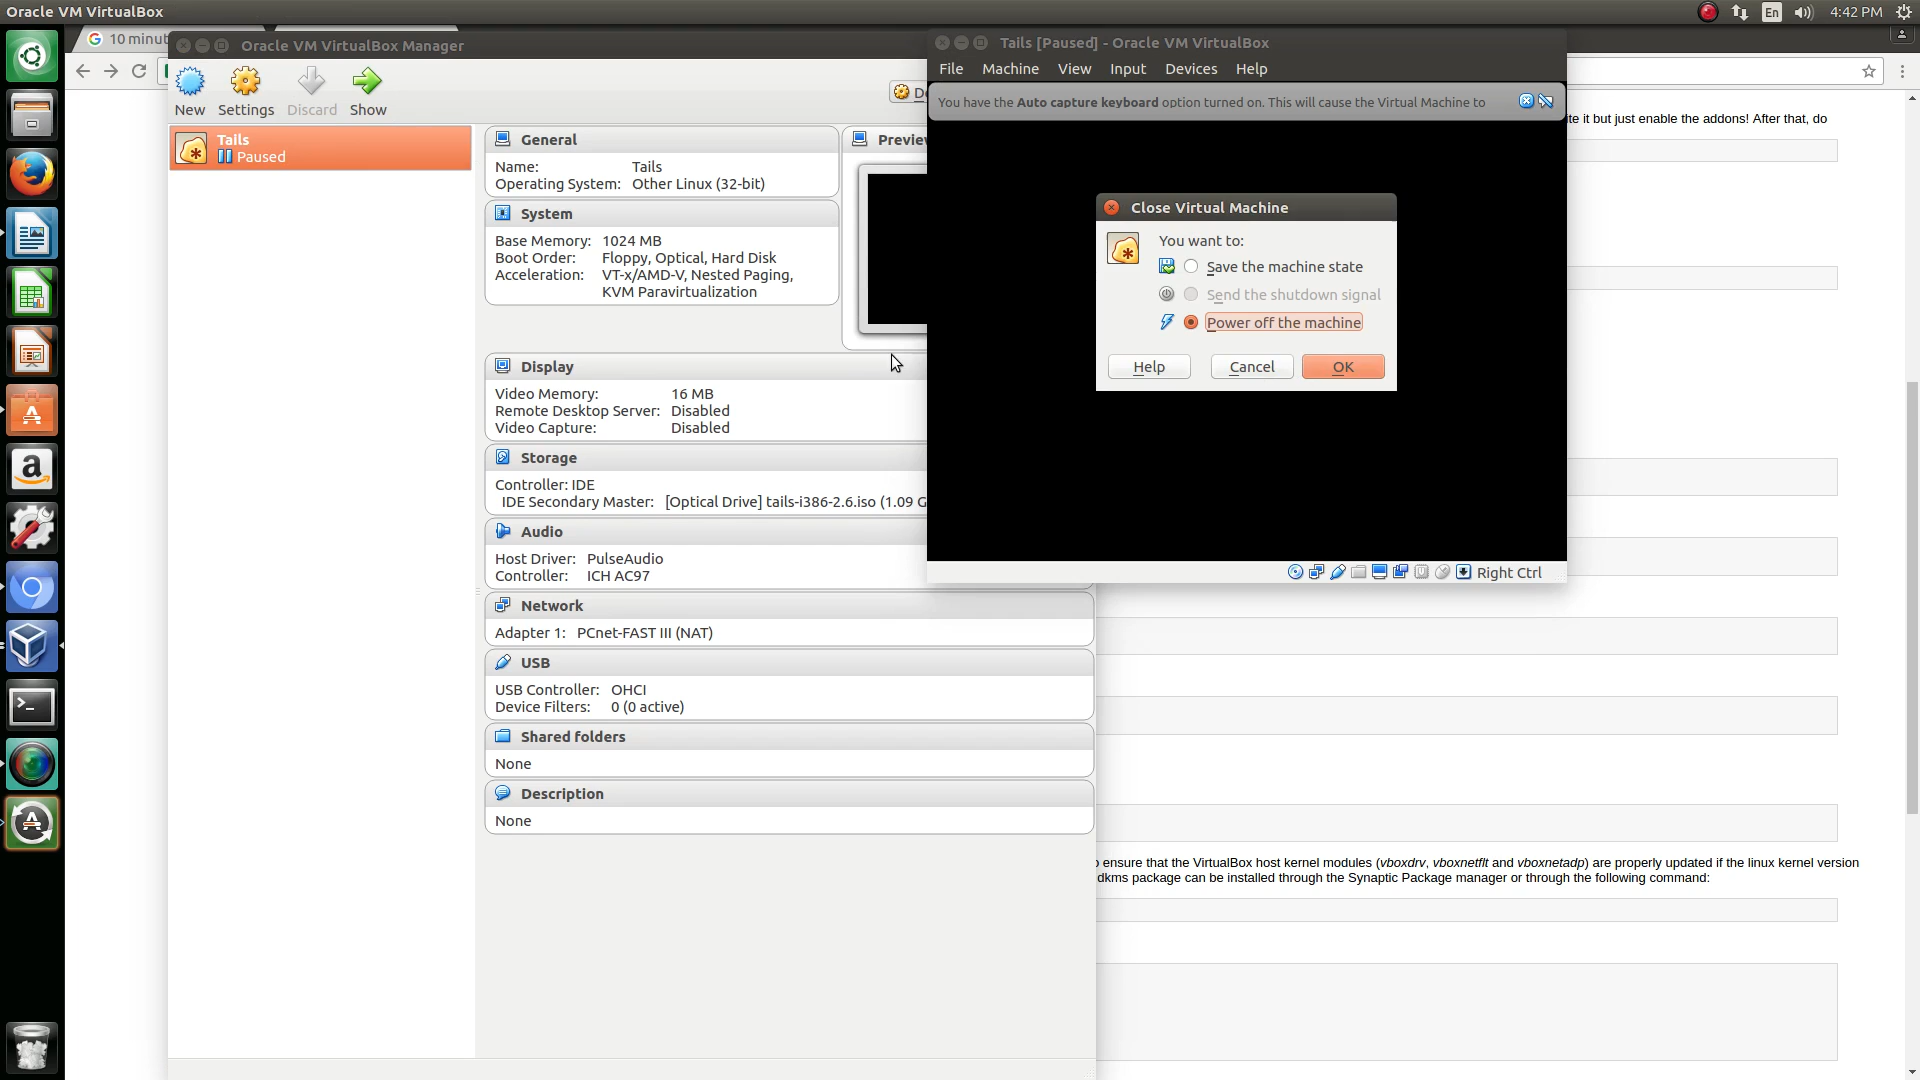 Oracle VM VirtualBox
En
4:42 PM
10 minut
Oracle VM VirtualBox Manager
New
Settings
Discard
Show
Tails
Paused
General
Name: Tails
Operating System: Other Linux (32-bit)
System
Base Memory: 1024 MB
Boot Order: Floppy, Optical, Hard Disk
Acceleration: VT-x/AMD-V, Nested Paging,
KVM Paravirtualization
Display
Video Memory: 16 MB
Remote Desktop Server: Disabled
Video Capture: Disabled
Storage
Controller: IDE
IDE Secondary Master: [Optical Drive] tails-i386-2.6.iso (1.09 G
Audio
Host Driver: PulseAudio
Controller: ICH AC97
Network
Adapter 1: PCnet-FAST III (NAT)
USB
USB Controller: OHCI
Device Filters: 0 (0 active)
Shared folders
None
Description
None
Tails [Paused] - Oracle VM VirtualBox
File Machine View Input Devices Help
You have the Auto capture keyboard option turned on. This will cause the Virtual Machine to
Close Virtual Machine
You want to:
Save the machine state
Send the shutdown signal
Power off the machine
Help
Cancel
OK
Right Ctrl
it but just enable the addons! After that, do
ensure that the VirtualBox host kernel modules (vboxdrv, vboxnetflt and vboxnetadp) are properly updated if the linux kernel version
dkms package can be installed through the Synaptic Package manager or through the following command: